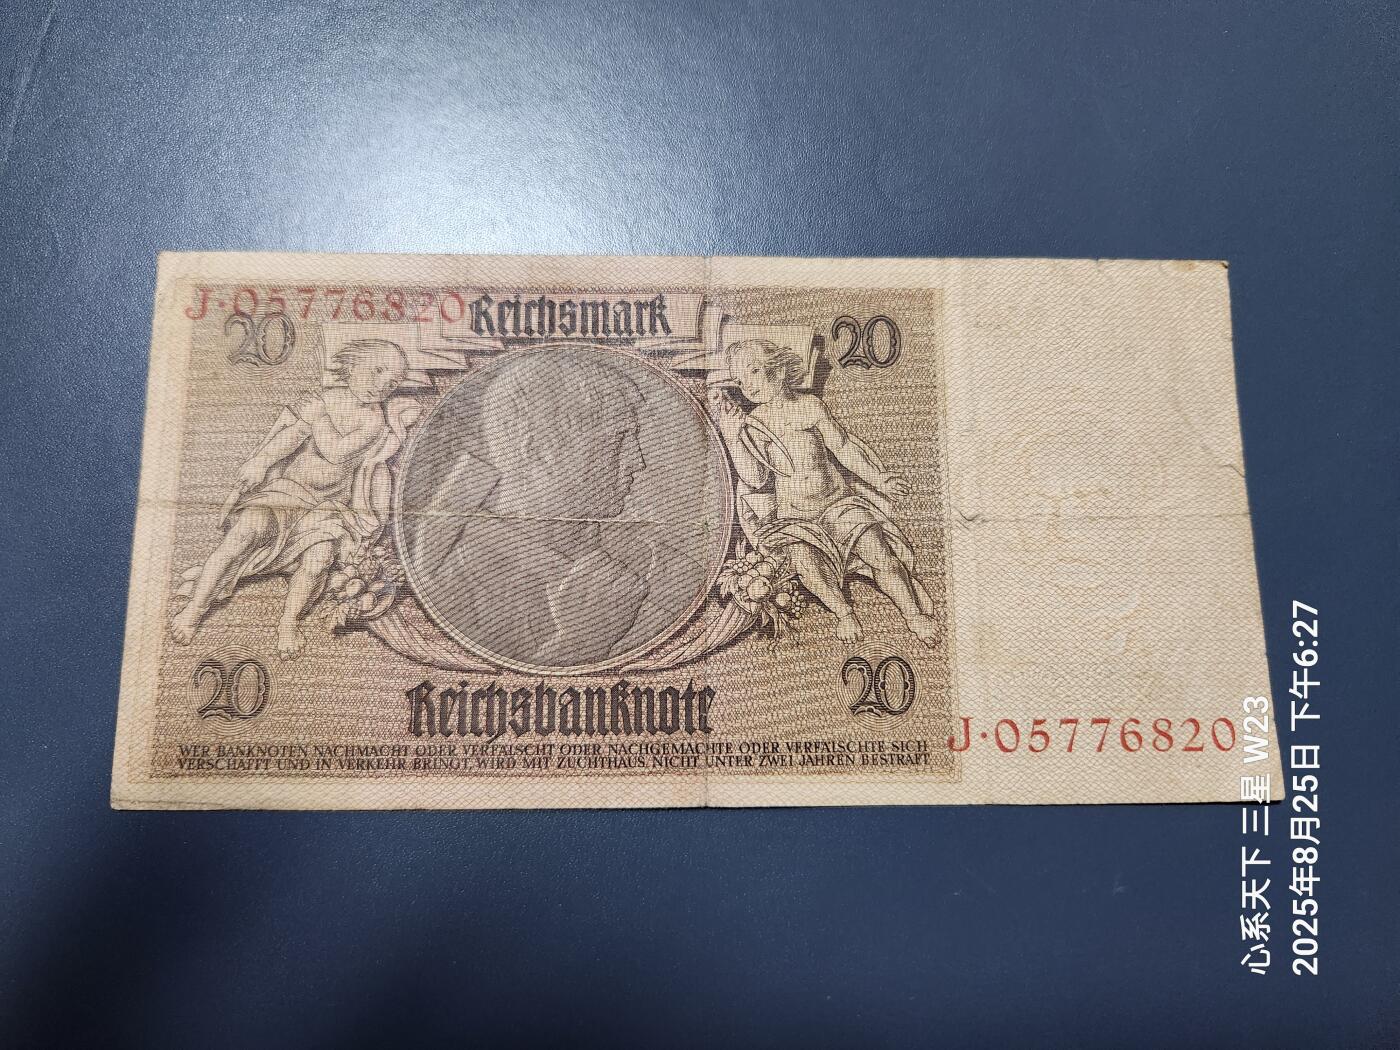 J·05776820
Reichsmark
20
20
20
20
Reichsbanknote
J·05776820
WER BANKNOTEN NACHMACHT ODER VERFÄLSCHT ODER NACHGEMACHTE ODER VERFÄLSCHTE SICH
VERSCHAFFT UND IN VERKEHR BRINGT, WIRD MIT ZUCHTHAUS NICHT UNTER ZWEI JAHREN BESTRAFT
心系天下 三星 W23
2025年8月25日 下午6:27